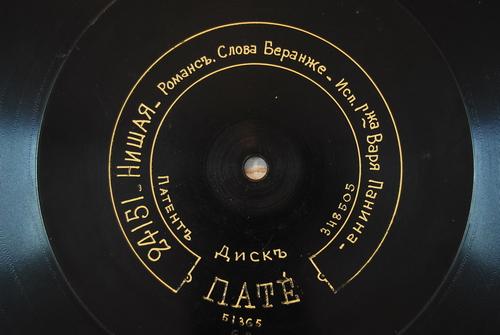 24151 - Нищая - Романсъ. Слова Беранже - Исп. г-жа Варя Панина -
Патентъ 348505
Дискъ
ПАТЕ́
51365